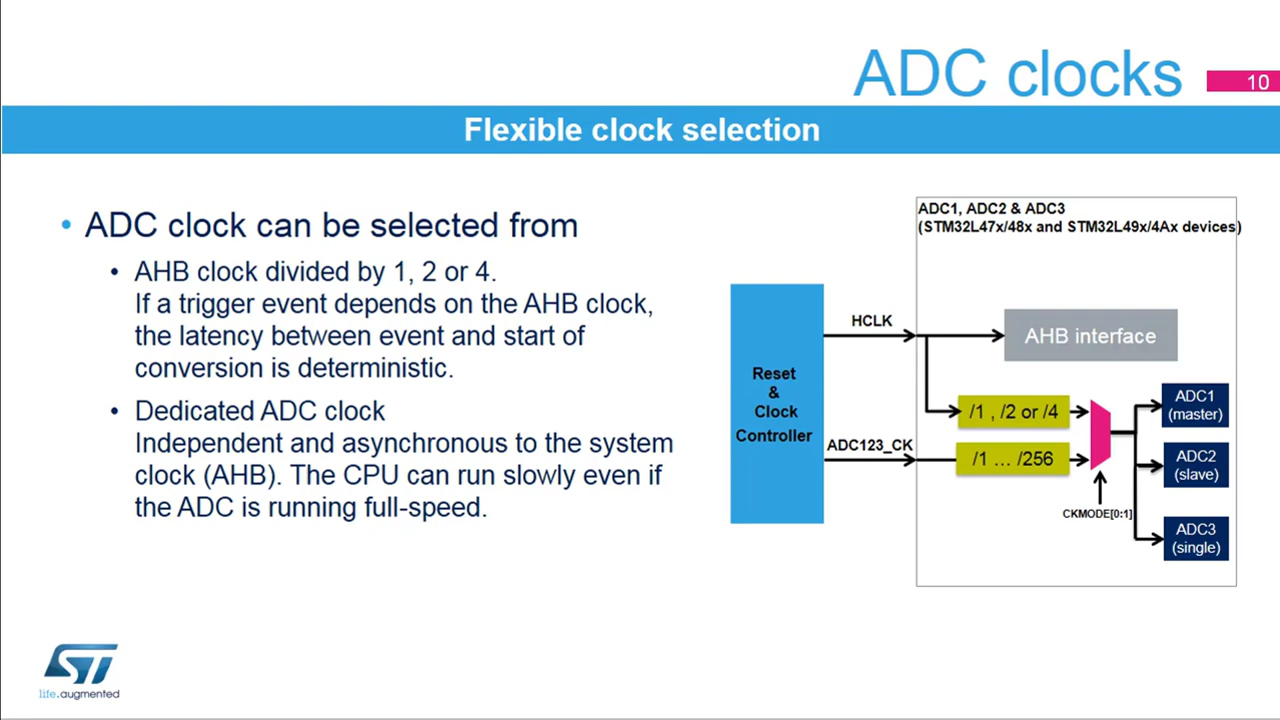 ADC clocks
10
Flexible clock selection
• ADC clock can be selected from
• AHB clock divided by 1, 2 or 4.
If a trigger event depends on the AHB clock,
the latency between event and start of
conversion is deterministic.
• Dedicated ADC clock
Independent and asynchronous to the system
clock (AHB). The CPU can run slowly even if
the ADC is running full-speed.
ADC1, ADC2 & ADC3
(STM32L47x/48x and STM32L49x/4Ax devices)
Reset
&
Clock
Controller
HCLK
AHB interface
/1 , /2 or /4
ADC123_CK
/1 … /256
CKMODE[0:1]
ADC1
(master)
ADC2
(slave)
ADC3
(single)
ST
life.augmented